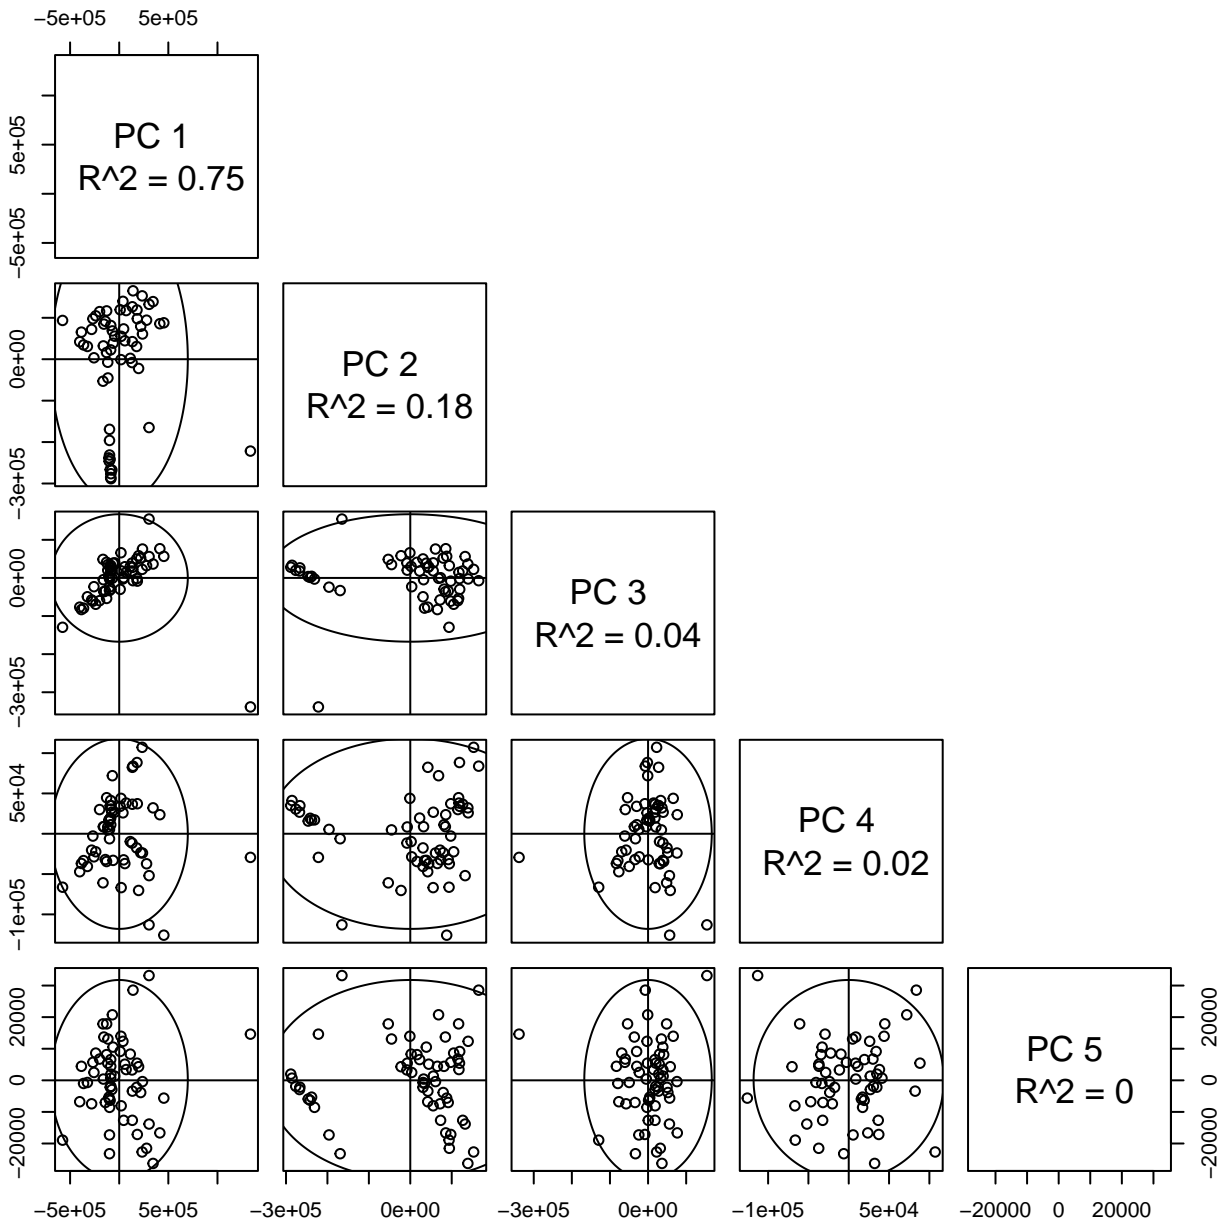 −5e+05 5e+05
−5e+05 5e+05
PC 1
R^2 = 0.75
−3e+05 0e+00
PC 2
R^2 = 0.18
−3e+05 0e+00
PC 3
R^2 = 0.04
−1e+05 5e+04
PC 4
R^2 = 0.02
−20000 0 20000
PC 5
R^2 = 0
−20000 0 20000
−5e+05 5e+05 −3e+05 0e+00 −3e+05 0e+00 −1e+05 5e+04 −20000 0 20000